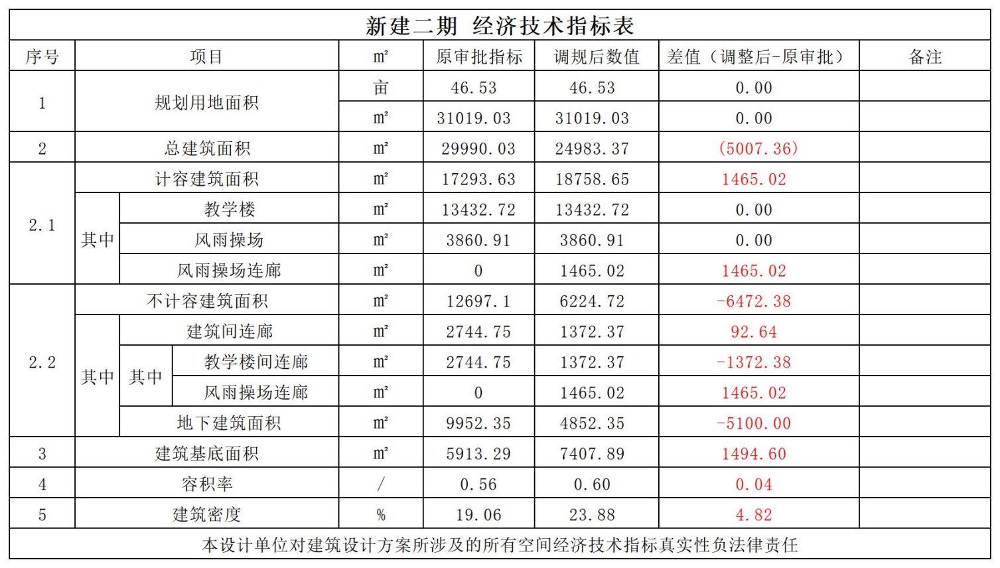 新建二期 经济技术指标表
序号 项目 ㎡ 原审批指标 调规后数值 差值（调整后-原审批） 备注
1 规划用地面积 亩 46.53 46.53 0.00
㎡ 31019.03 31019.03 0.00
2 总建筑面积 ㎡ 29990.03 24983.37 (5007.36)
2.1 计容建筑面积 ㎡ 17293.63 18758.65 1465.02
其中 教学楼 ㎡ 13432.72 13432.72 0.00
风雨操场 ㎡ 3860.91 3860.91 0.00
风雨操场连廊 ㎡ 0 1465.02 1465.02
2.2 不计容建筑面积 ㎡ 12697.1 6224.72 -6472.38
其中 建筑间连廊 ㎡ 2744.75 1372.37 92.64
其中 教学楼间连廊 ㎡ 2744.75 1372.37 -1372.38
风雨操场连廊 ㎡ 0 1465.02 1465.02
地下建筑面积 ㎡ 9952.35 4852.35 -5100.00
3 建筑基底面积 ㎡ 5913.29 7407.89 1494.60
4 容积率 / 0.56 0.60 0.04
5 建筑密度 % 19.06 23.88 4.82
本设计单位对建筑设计方案所涉及的所有空间经济技术指标真实性负法律责任